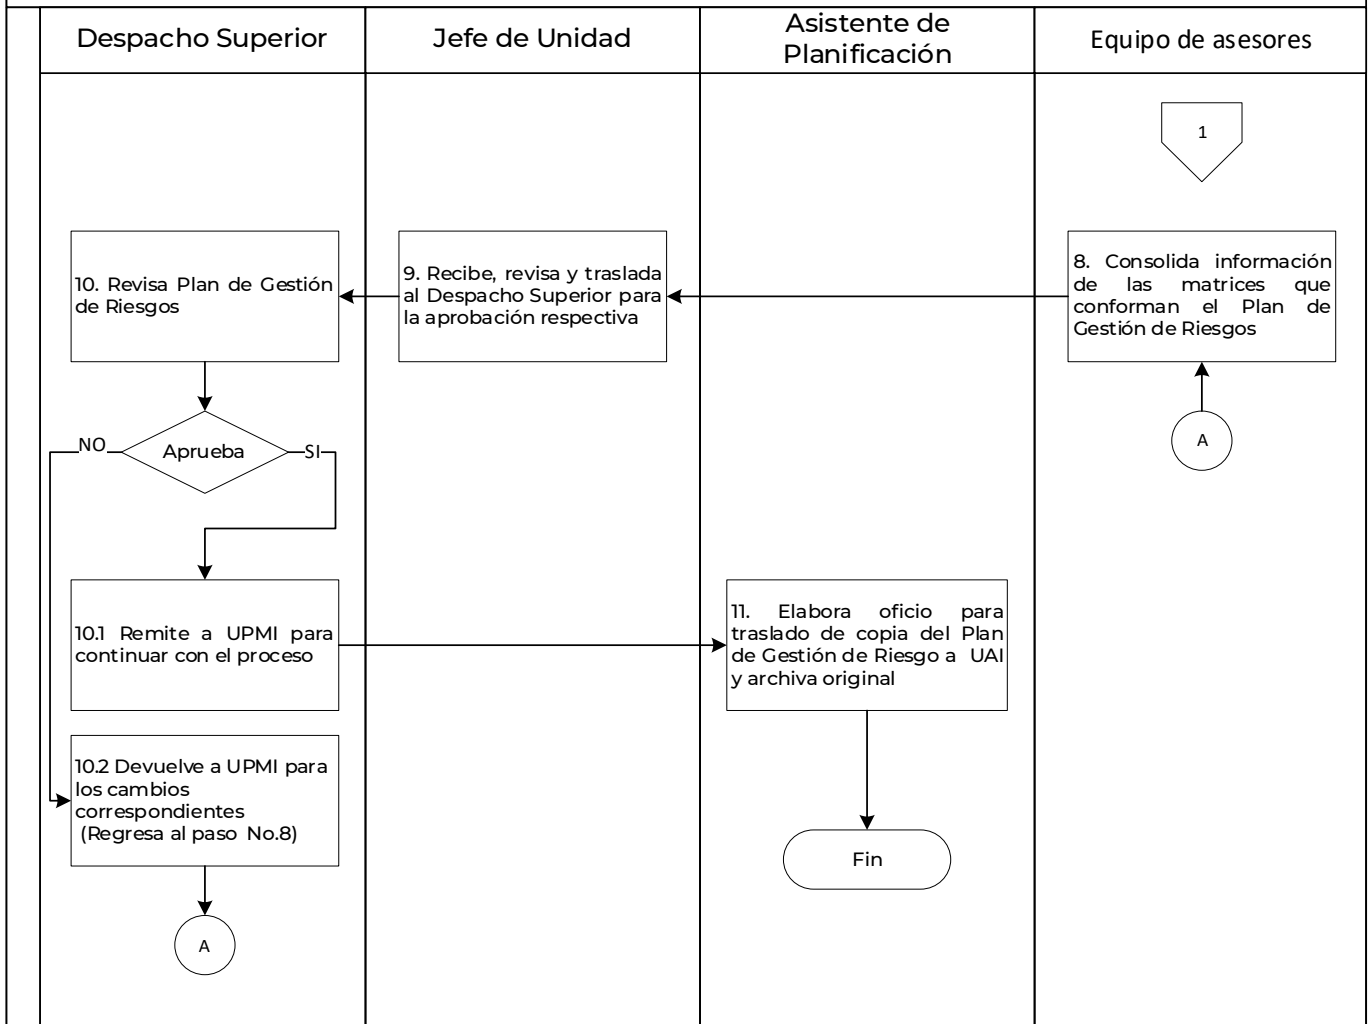 Despacho Superior
Jefe de Unidad
Asistente de
Planificación
Equipo de asesores
1
10. Revisa Plan de Gestión
de Riesgos
9. Recibe, revisa y traslada
al Despacho Superior para
la aprobación respectiva
8. Consolida información
de las matrices que
conforman el Plan de
Gestión de Riesgos
NO
Aprueba
SI
A
10.1 Remite a UPMI para
continuar con el proceso
11. Elabora oficio para
traslado de copia del Plan
de Gestión de Riesgo a UAI
y archiva original
10.2 Devuelve a UPMI para
los cambios
correspondientes
(Regresa al paso No.8)
Fin
A